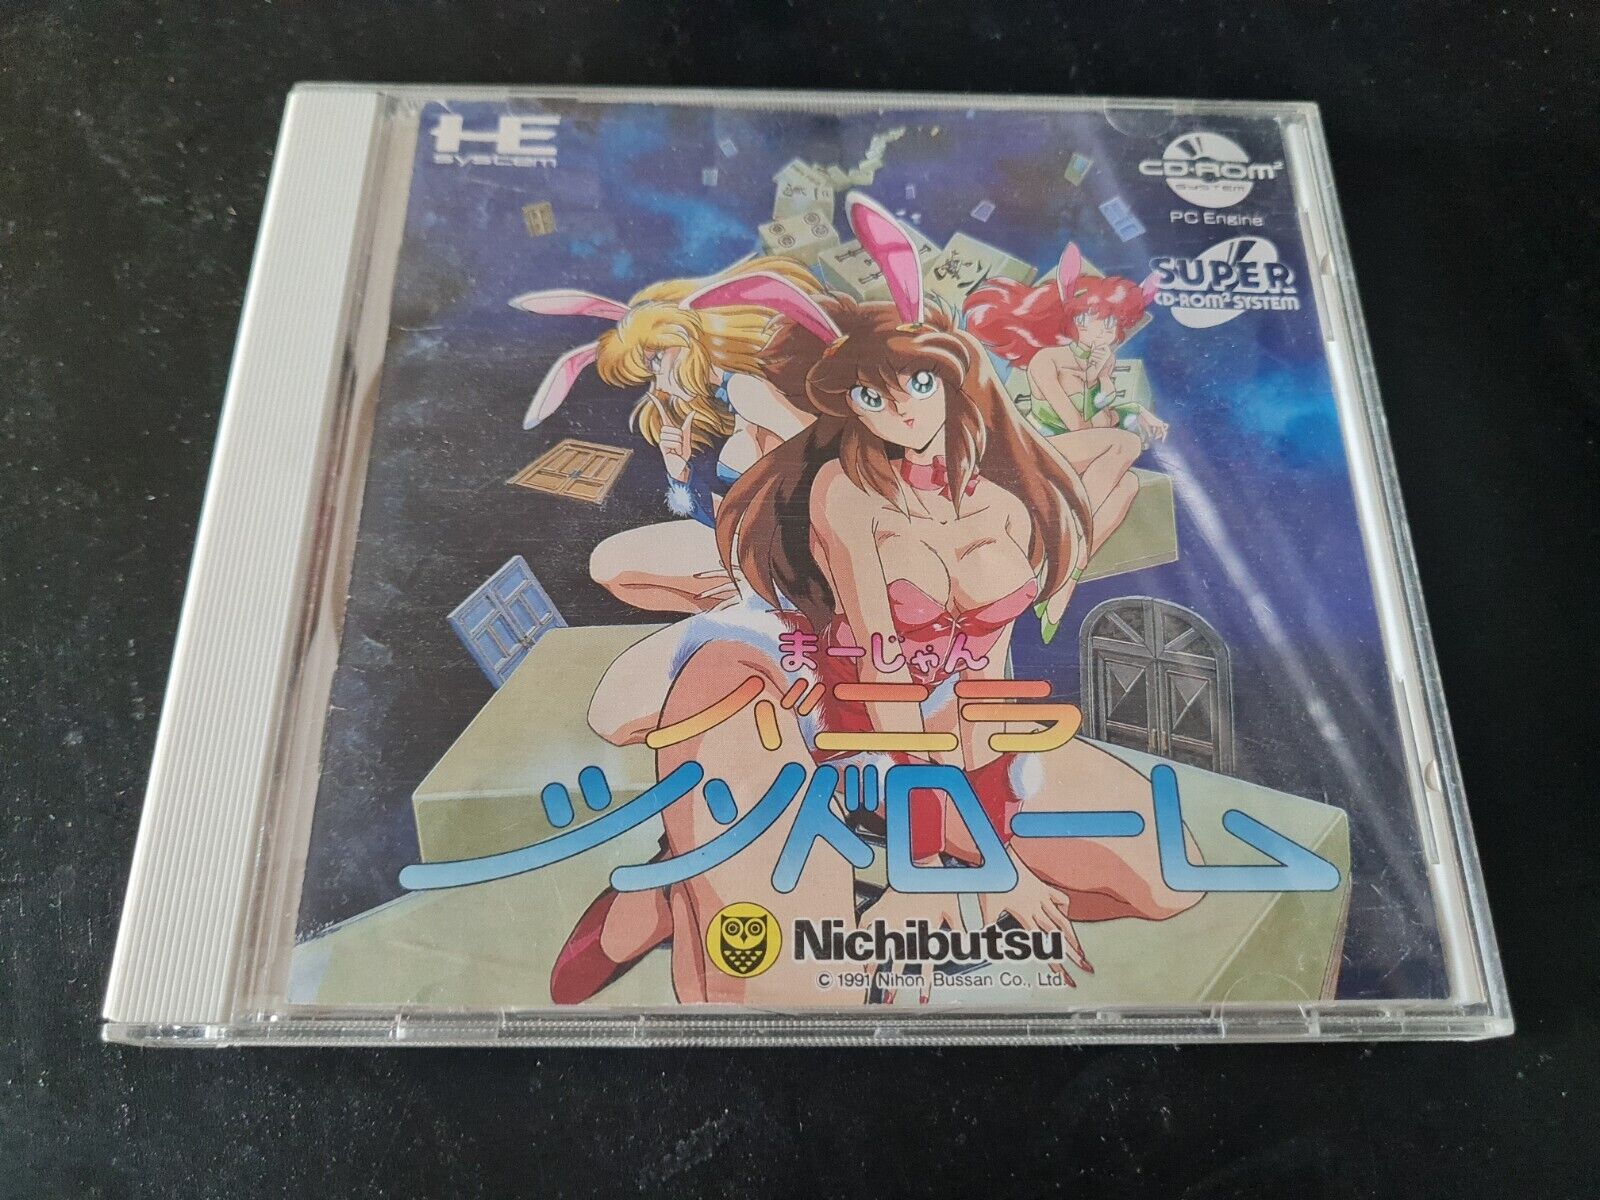 HE
system
CD-ROM²
SYSTEM
PC Engine
SUPER
CD-ROM² SYSTEM
まーじゃん
バニラ
シンドローム
Nichibutsu
© 1991 Nihon Bussan Co., Ltd.